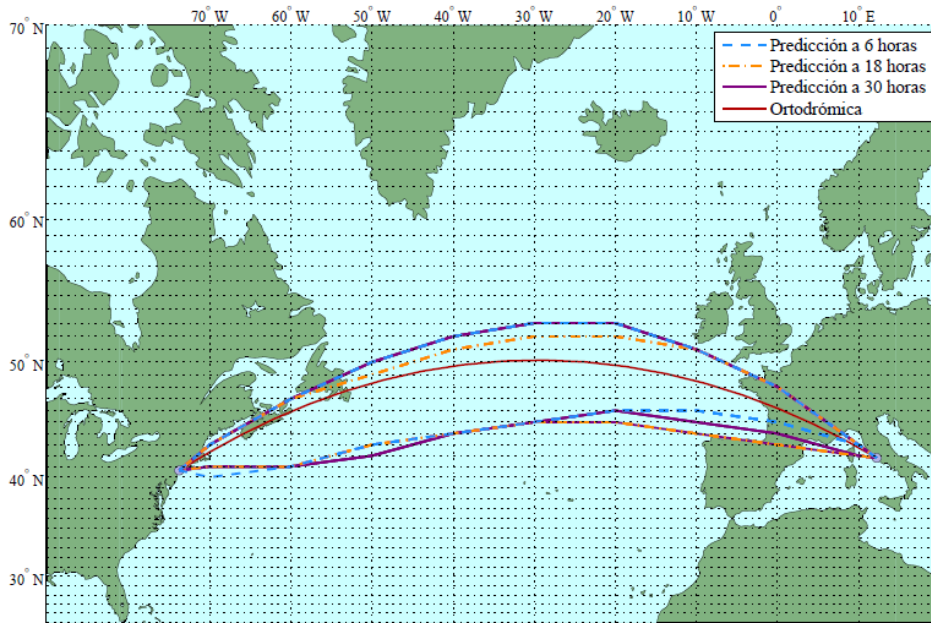 70° W 60° W 50° W 40° W 30° W 20° W 10° W 0° 10° E
70° N
60° N
50° N
40° N
30° N
Predicción a 6 horas
Predicción a 18 horas
Predicción a 30 horas
Ortodrómica